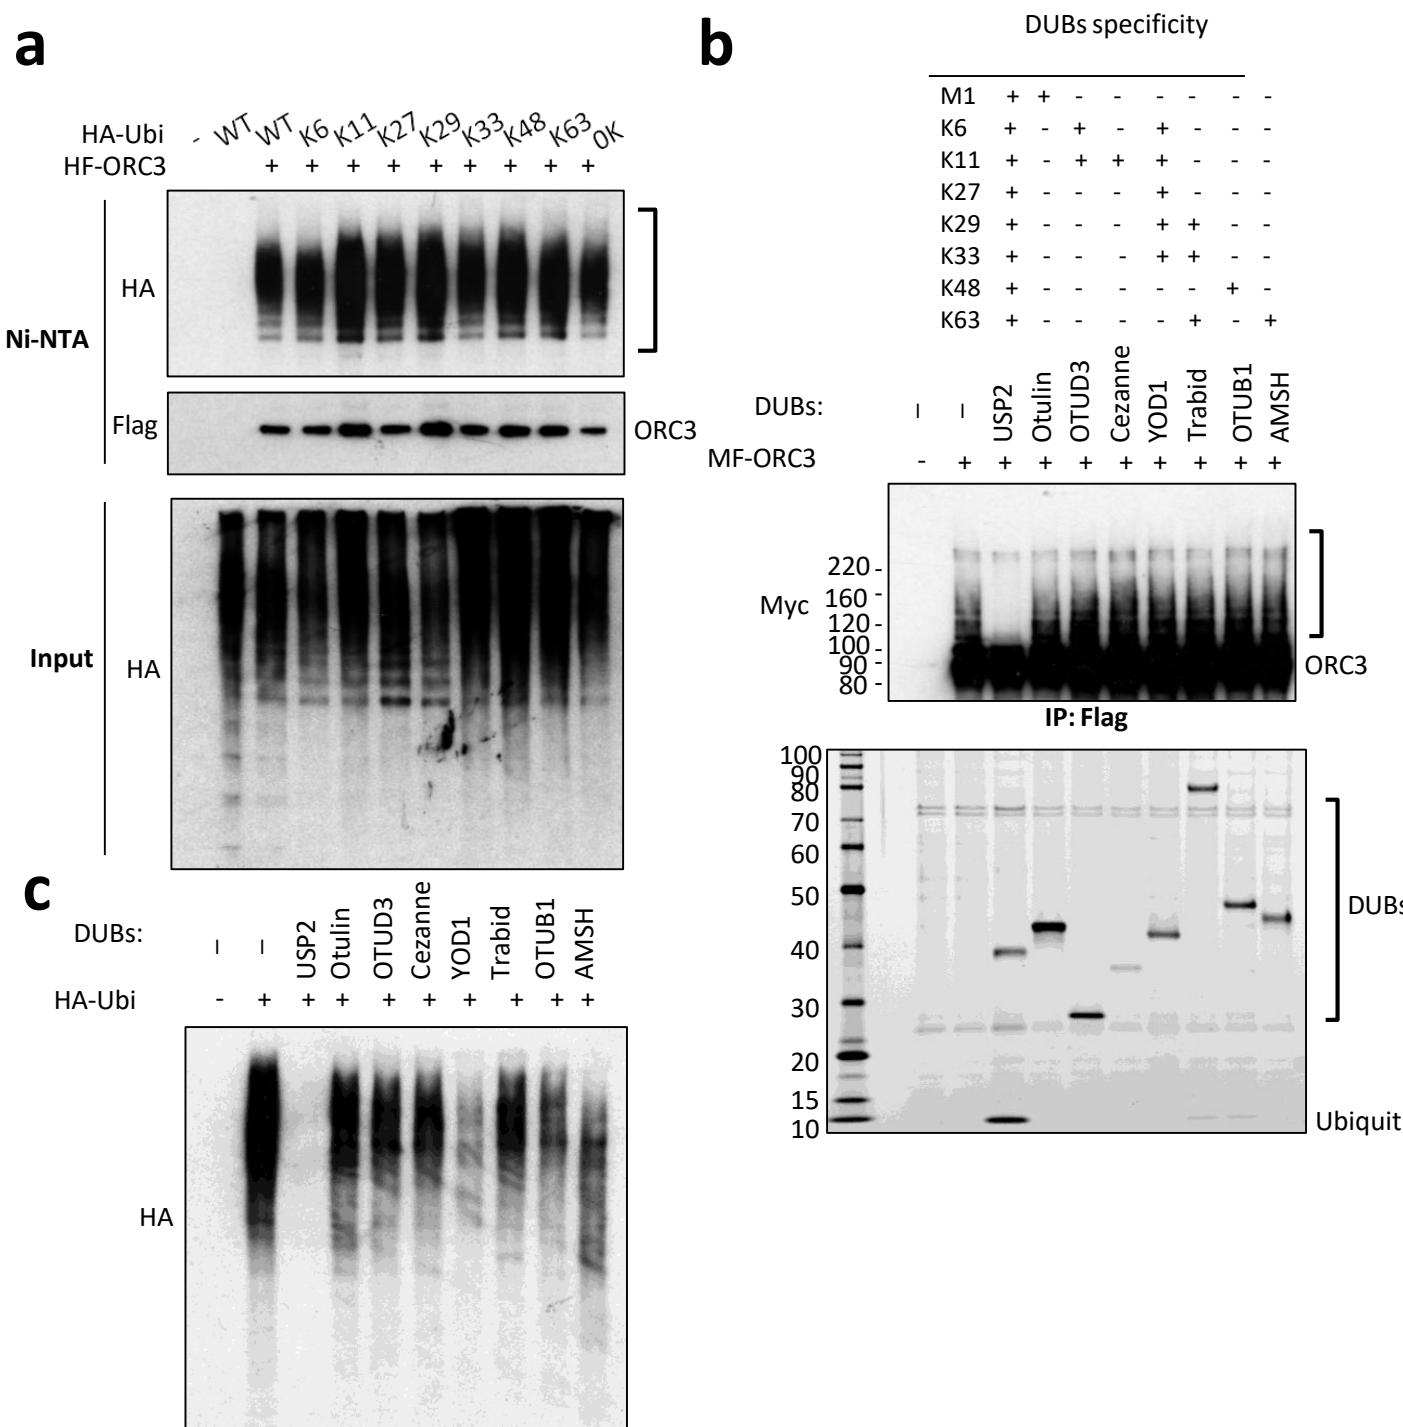 a
HA-Ubi - WT WT K6 K11 K27 K29 K33 K48 K63 0K
HF-ORC3 + + + + + + + + +
HA
Ni-NTA
Flag
ORC3
Input
HA
b
DUBs specificity
M1 + + - - - - - -
K6 + - + - + - - -
K11 + - + + + - - -
K27 + - - - + - - -
K29 + - - - + + - -
K33 + - - - + + - -
K48 + - - - - - + -
K63 + - - - - + - +
DUBs: – – USP2 Otulin OTUD3 Cezanne YOD1 Trabid OTUB1 AMSH
MF-ORC3 - + + + + + + + + +
Myc
220 -
160 -
120 -
100 -
90 -
80 -
ORC3
IP: Flag
100
90
80
70
60
50
40
30
20
15
10
DUBs
Ubiquit
c
DUBs: – – USP2 Otulin OTUD3 Cezanne YOD1 Trabid OTUB1 AMSH
HA-Ubi - + + + + + + + + +
HA